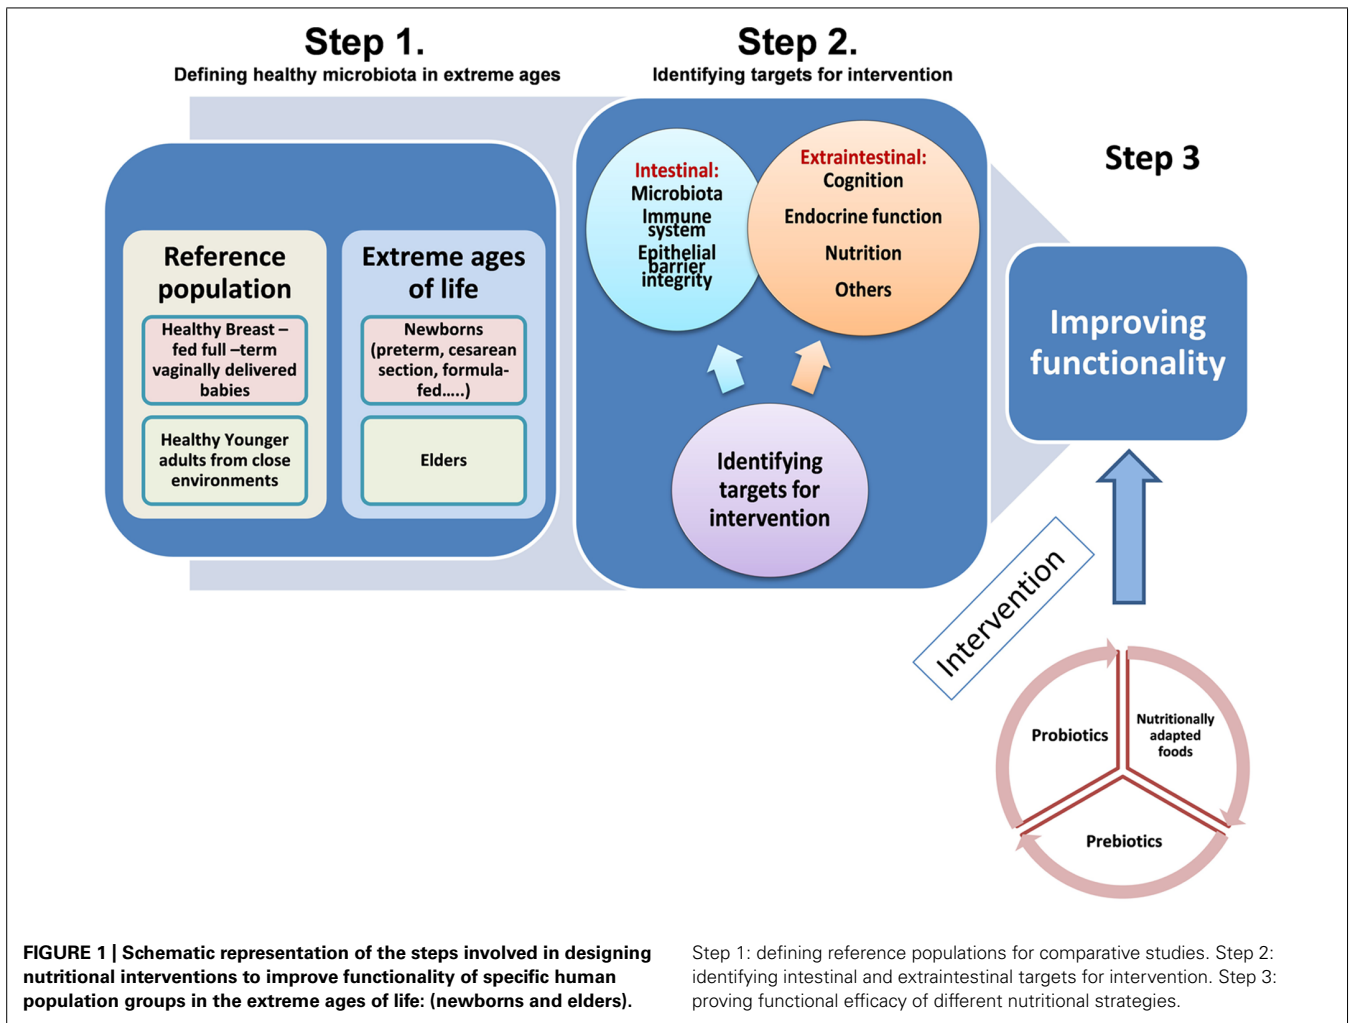 Step 1.
Defining healthy microbiota in extreme ages
Step 2.
Identifying targets for intervention
Step 3
Reference
population
Healthy Breast –
fed full –term
vaginally delivered
babies
Healthy Younger
adults from close
environments
Extreme ages
of life
Newborns
(preterm, cesarean
section, formula-
fed…..)
Elders
Intestinal:
Microbiota
Immune
system
Epithelial
barrier
integrity
Extraintestinal:
Cognition
Endocrine function
Nutrition
Others
Identifying
targets for
intervention
Improving
functionality
Intervention
Probiotics
Nutritionally
adapted
foods
Prebiotics
FIGURE 1 | Schematic representation of the steps involved in designing
nutritional interventions to improve functionality of specific human
population groups in the extreme ages of life: (newborns and elders).
Step 1: defining reference populations for comparative studies. Step 2:
identifying intestinal and extraintestinal targets for intervention. Step 3:
proving functional efficacy of different nutritional strategies.